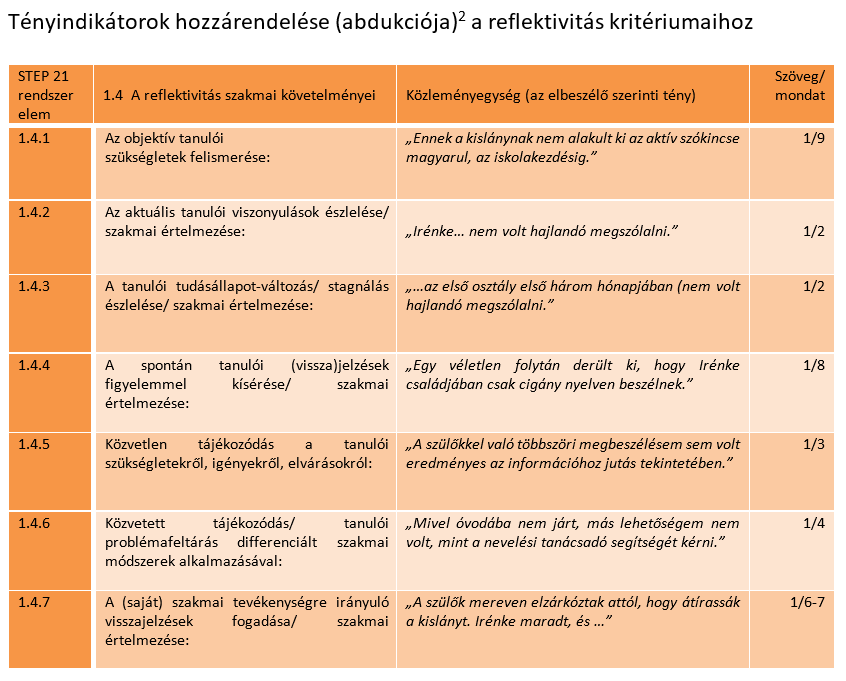 Tényindikátorok hozzárendelése (abdukciója)² a reflektivitás kritériumaihoz
STEP 21
rendszer
elem
1.4 A reflektivitás szakmai követelményei
Közleményegység (az elbeszélő szerinti tény)
Szöveg/
mondat
1.4.1
Az objektív tanulói
szükségletek felismerése:
„Ennek a kislánynak nem alakult ki az aktív szókincse
magyarul, az iskolakezdésig.”
1/9
1.4.2
Az aktuális tanulói viszonyulások észlelése/
szakmai értelmezése:
„Irénke… nem volt hajlandó megszólalni.”
1/2
1.4.3
A tanulói tudásállapot-változás/ stagnálás
észlelése/ szakmai értelmezése:
„…az első osztály első három hónapjában (nem volt
hajlandó megszólalni.”
1/2
1.4.4
A spontán tanulói (vissza)jelzések
figyelemmel kísérése/ szakmai
értelmezése:
„Egy véletlen folytán derült ki, hogy Irénke
családjában csak cigány nyelven beszélnek.”
1/8
1.4.5
Közvetlen tájékozódás a tanulói
szükségletekről, igényekről, elvárásokról:
„A szülőkkel való többszöri megbeszélésem sem volt
eredményes az információhoz jutás tekintetében.”
1/3
1.4.6
Közvetett tájékozódás/ tanulói
problémafeltárás differenciált szakmai
módszerek alkalmazásával:
„Mivel óvodába nem járt, más lehetőségem nem
volt, mint a nevelési tanácsadó segítségét kérni.”
1/4
1.4.7
A (saját) szakmai tevékenységre irányuló
visszajelzések fogadása/ szakmai
értelmezése:
„A szülők mereven elzárkóztak attól, hogy átírassák
a kislányt. Irénke maradt, és …”
1/6-7